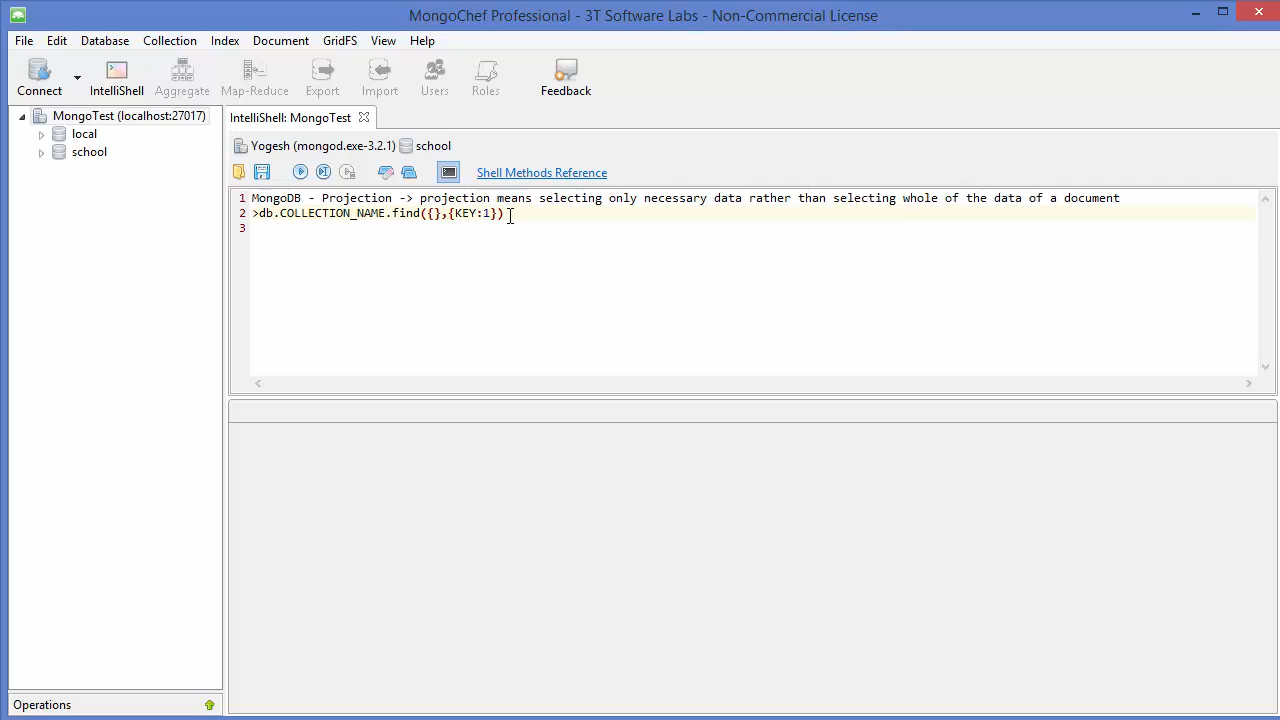 MongoChef Professional - 3T Software Labs - Non-Commercial License
File Edit Database Collection Index Document GridFS View Help
Connect IntelliShell Aggregate Map-Reduce Export Import Users Roles Feedback
MongoTest (localhost:27017)
local
school
IntelliShell: MongoTest
Yogesh (mongod.exe-3.2.1) school
Shell Methods Reference
1 MongoDB - Projection -> projection means selecting only necessary data rather than selecting whole of the data of a document
2 >db.COLLECTION_NAME.find({},{KEY:1})
3
Operations